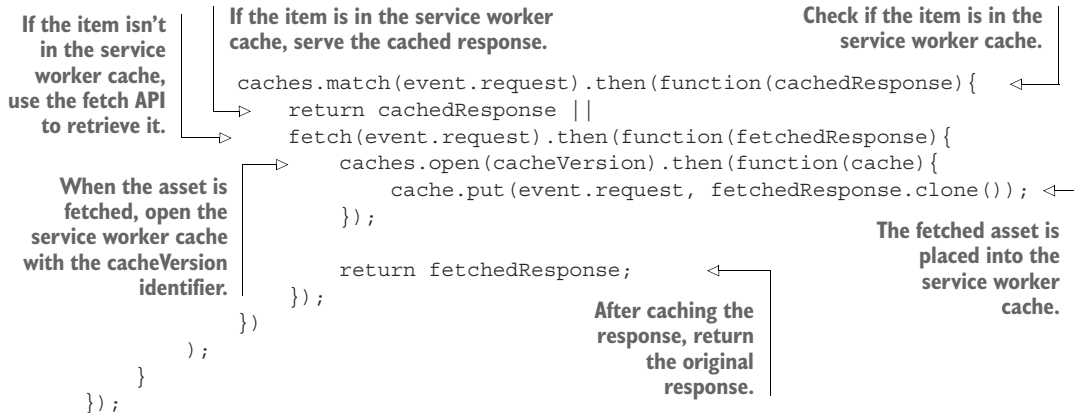 If the item isn't
in the service
worker cache,
use the fetch API
to retrieve it.
If the item is in the service worker
cache, serve the cached response.
Check if the item is in the
service worker cache.
caches.match(event.request).then(function(cachedResponse){
return cachedResponse ||
fetch(event.request).then(function(fetchedResponse){
caches.open(cacheVersion).then(function(cache){
cache.put(event.request, fetchedResponse.clone());
});
When the asset is
fetched, open the
service worker cache
with the cacheVersion
identifier.
The fetched asset is
placed into the
service worker
cache.
return fetchedResponse;
});
After caching the
response, return
the original
response.
})
);
}
});